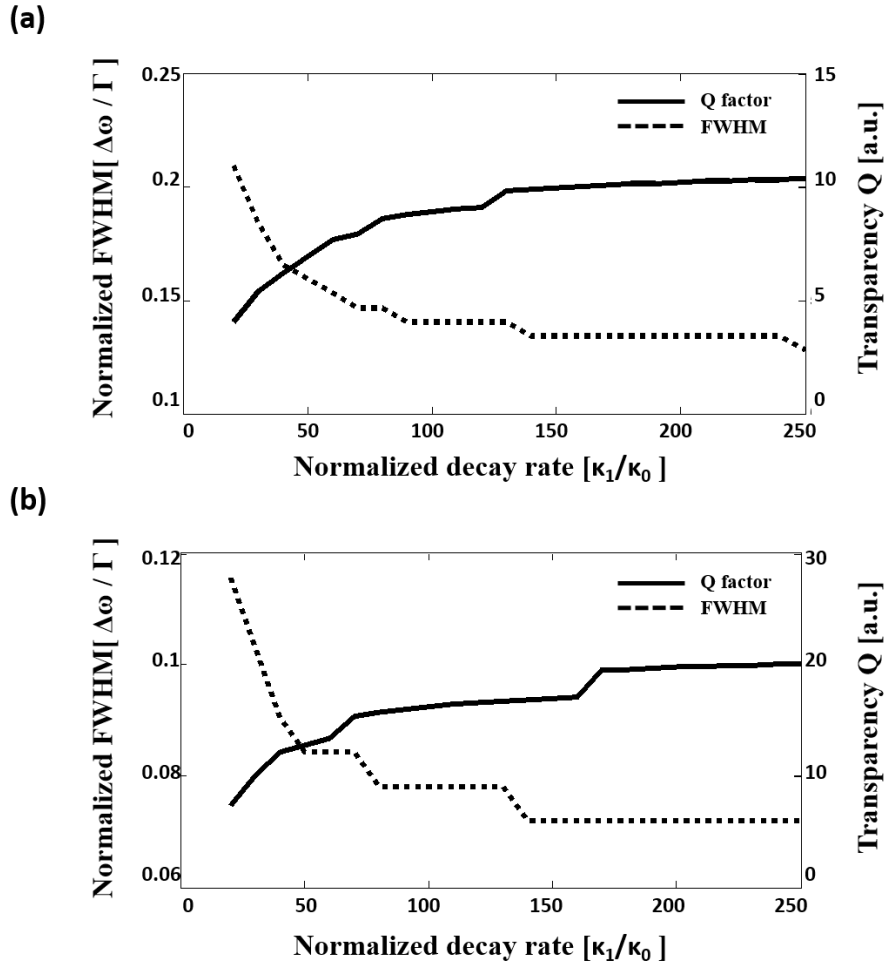 (a)
Normalized FWHM[ Δω / Γ ]
0.25
0.2
0.15
0.1
Q factor
FWHM
15
10
5
0
Transparency Q [a.u.]
0 50 100 150 200 250
Normalized decay rate [κ₁/κ₀ ]
(b)
Normalized FWHM[ Δω / Γ ]
0.12
0.1
0.08
0.06
Q factor
FWHM
30
20
10
0
Transparency Q [a.u.]
0 50 100 150 200 250
Normalized decay rate [κ₁/κ₀ ]